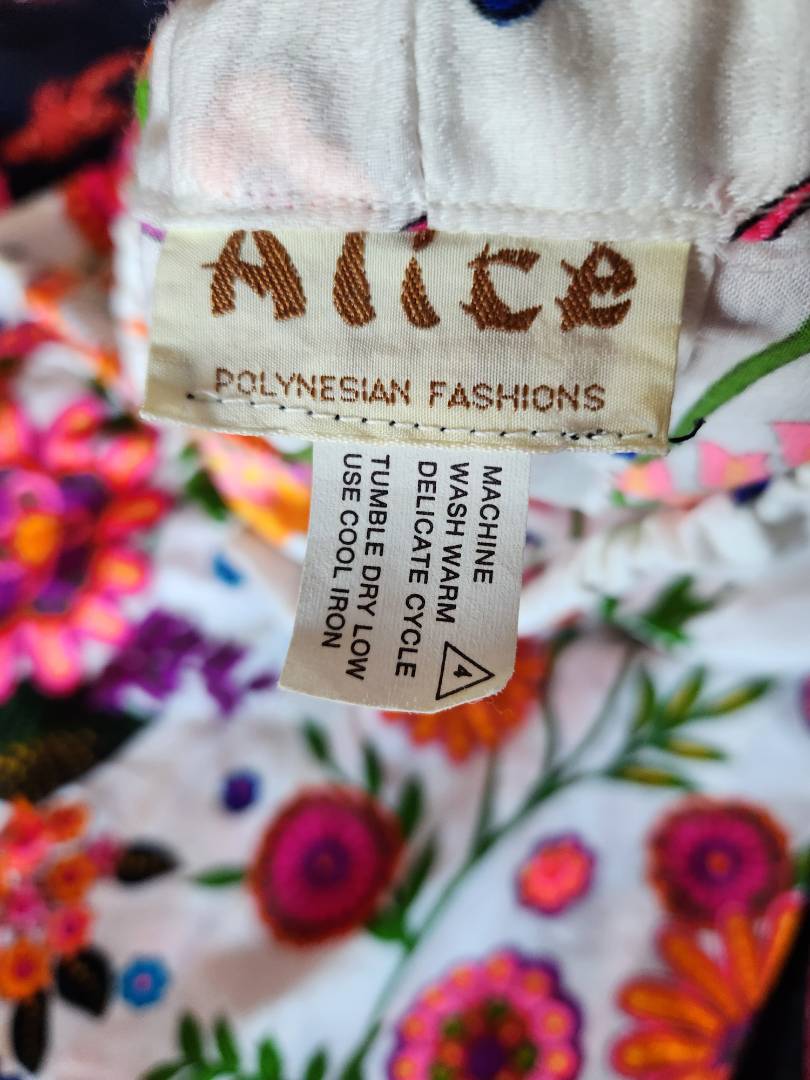 Alice
POLYNESIAN FASHIONS
MACHINE
WASH WARM
DELICATE CYCLE
TUMBLE DRY LOW
USE COOL IRON
4